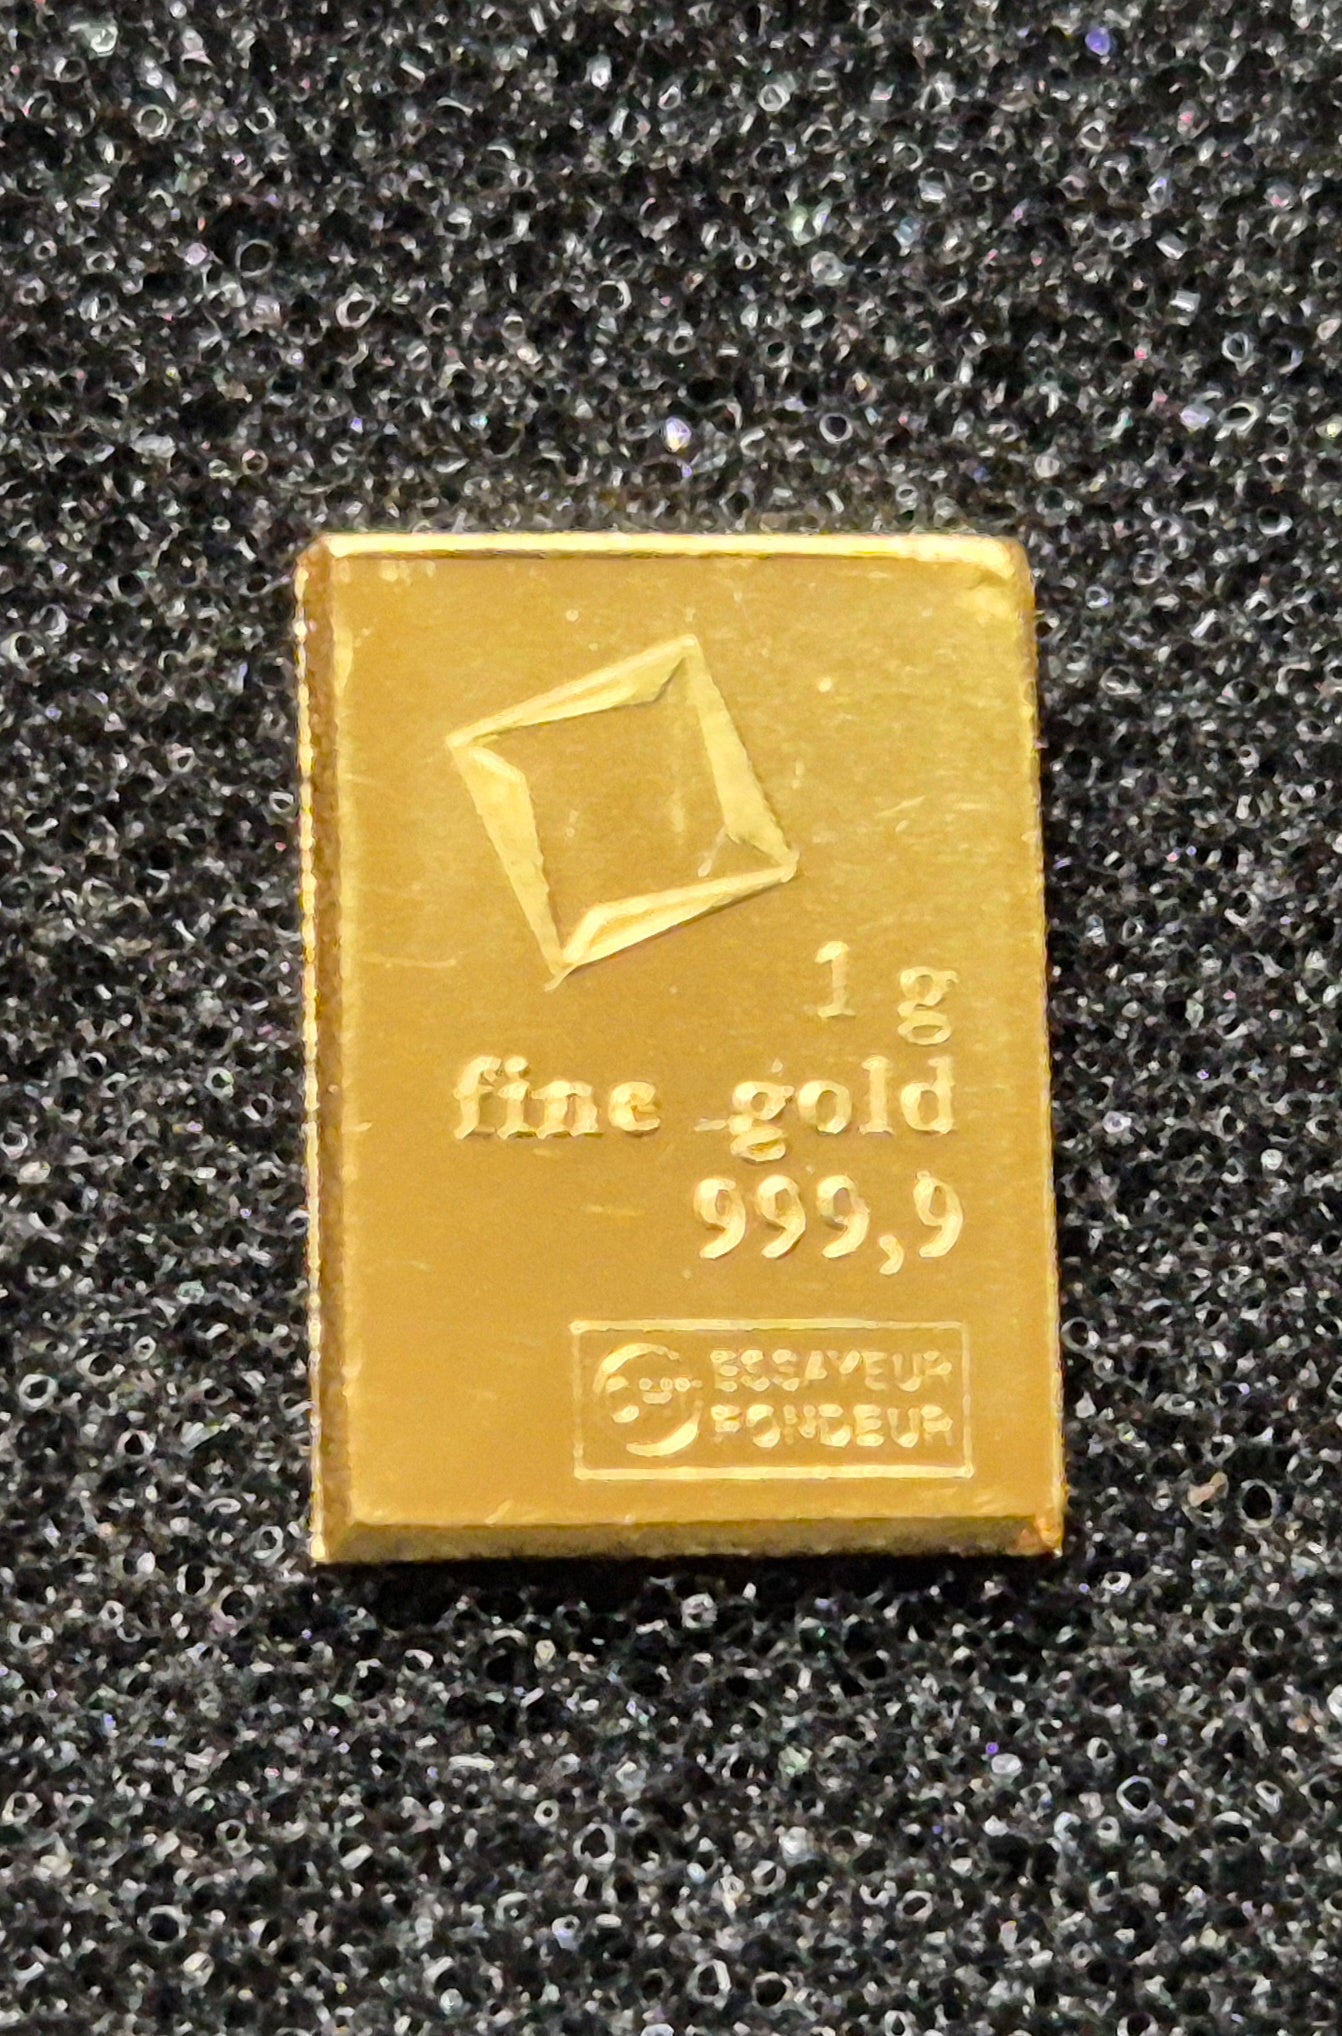 1 g
fine gold
999,9
ESSAYEUR
FONDEUR